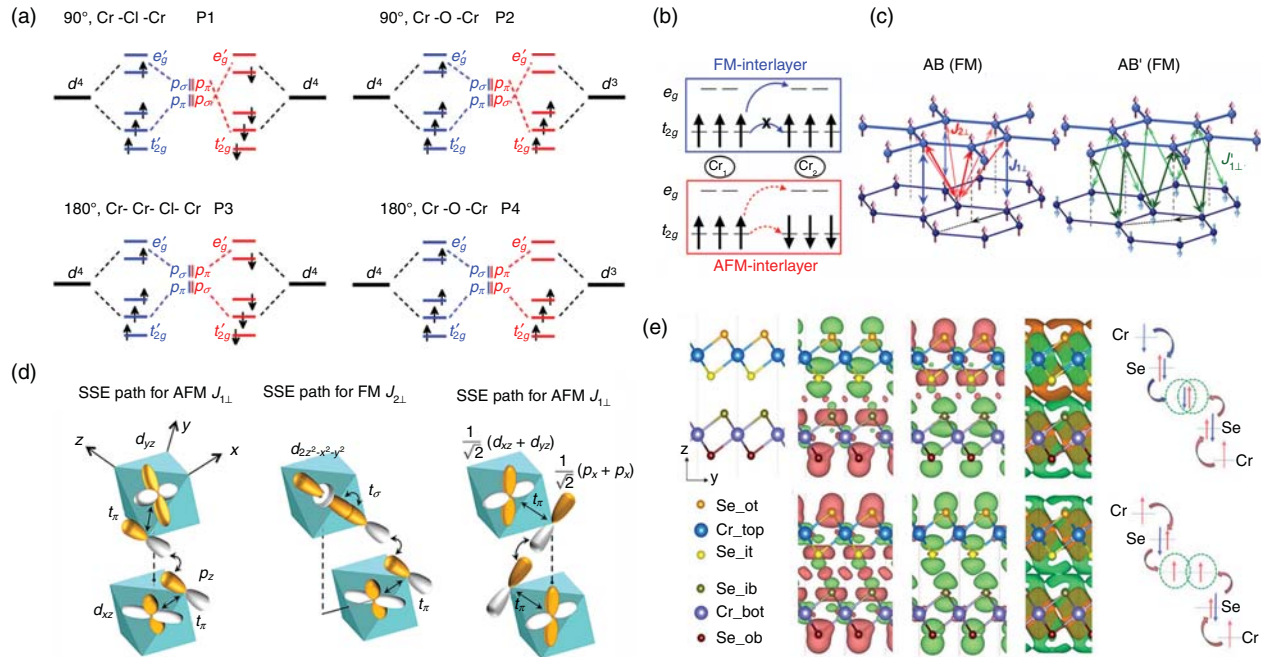 (a)
90°, Cr -Cl -Cr P1
e′g
e′g
d⁴
pσ pπ
pπ pσ
d⁴
t′2g
t′2g
90°, Cr -O -Cr P2
e′g
e′g
d⁴
pσ pπ
pπ pσ
d³
t′2g
t′2g
180°, Cr- Cr- Cl- Cr P3
e′g
e′g
d⁴
pσ pπ
pπ pσ
d⁴
t′2g
t′2g
180°, Cr -O -Cr P4
e′g
e′g
d⁴
pσ pπ
pπ pσ
d³
t′2g
t′2g
(b)
FM-interlayer
eg
t2g
X
Cr1
Cr2
eg
t2g
AFM-interlayer
(c)
AB (FM)
AB' (FM)
J2⊥
J1⊥
J′1⊥
(d)
SSE path for AFM J1⊥
SSE path for FM J2⊥
SSE path for AFM J1⊥
z
dyz
y
x
tπ
pz
dxz
tπ
d2z²-x²-y²
tσ
tπ
1/√2 (dxz + dyz)
1/√2 (px + px)
tπ
tπ
(e)
z
y
Se_ot
Cr_top
Se_it
Se_ib
Cr_bot
Se_ob
Cr
Se
Se
Cr
Cr
Se
Se
Cr